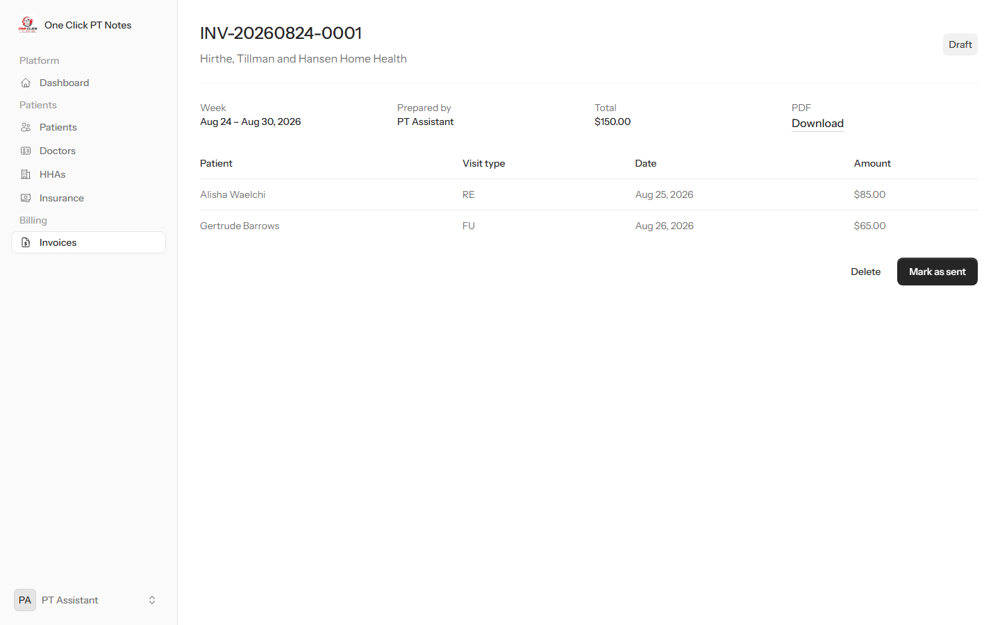 One Click PT Notes
Platform
Dashboard
Patients
Patients
Doctors
HHAs
Insurance
Billing
Invoices
PA PT Assistant
INV-20260824-0001
Hirthe, Tillman and Hansen Home Health
Draft
Week Prepared by Total PDF
Aug 24 – Aug 30, 2026 PT Assistant $150.00 Download
Patient Visit type Date Amount
Alisha Waelchi RE Aug 25, 2026 $85.00
Gertrude Barrows FU Aug 26, 2026 $65.00
Delete Mark as sent